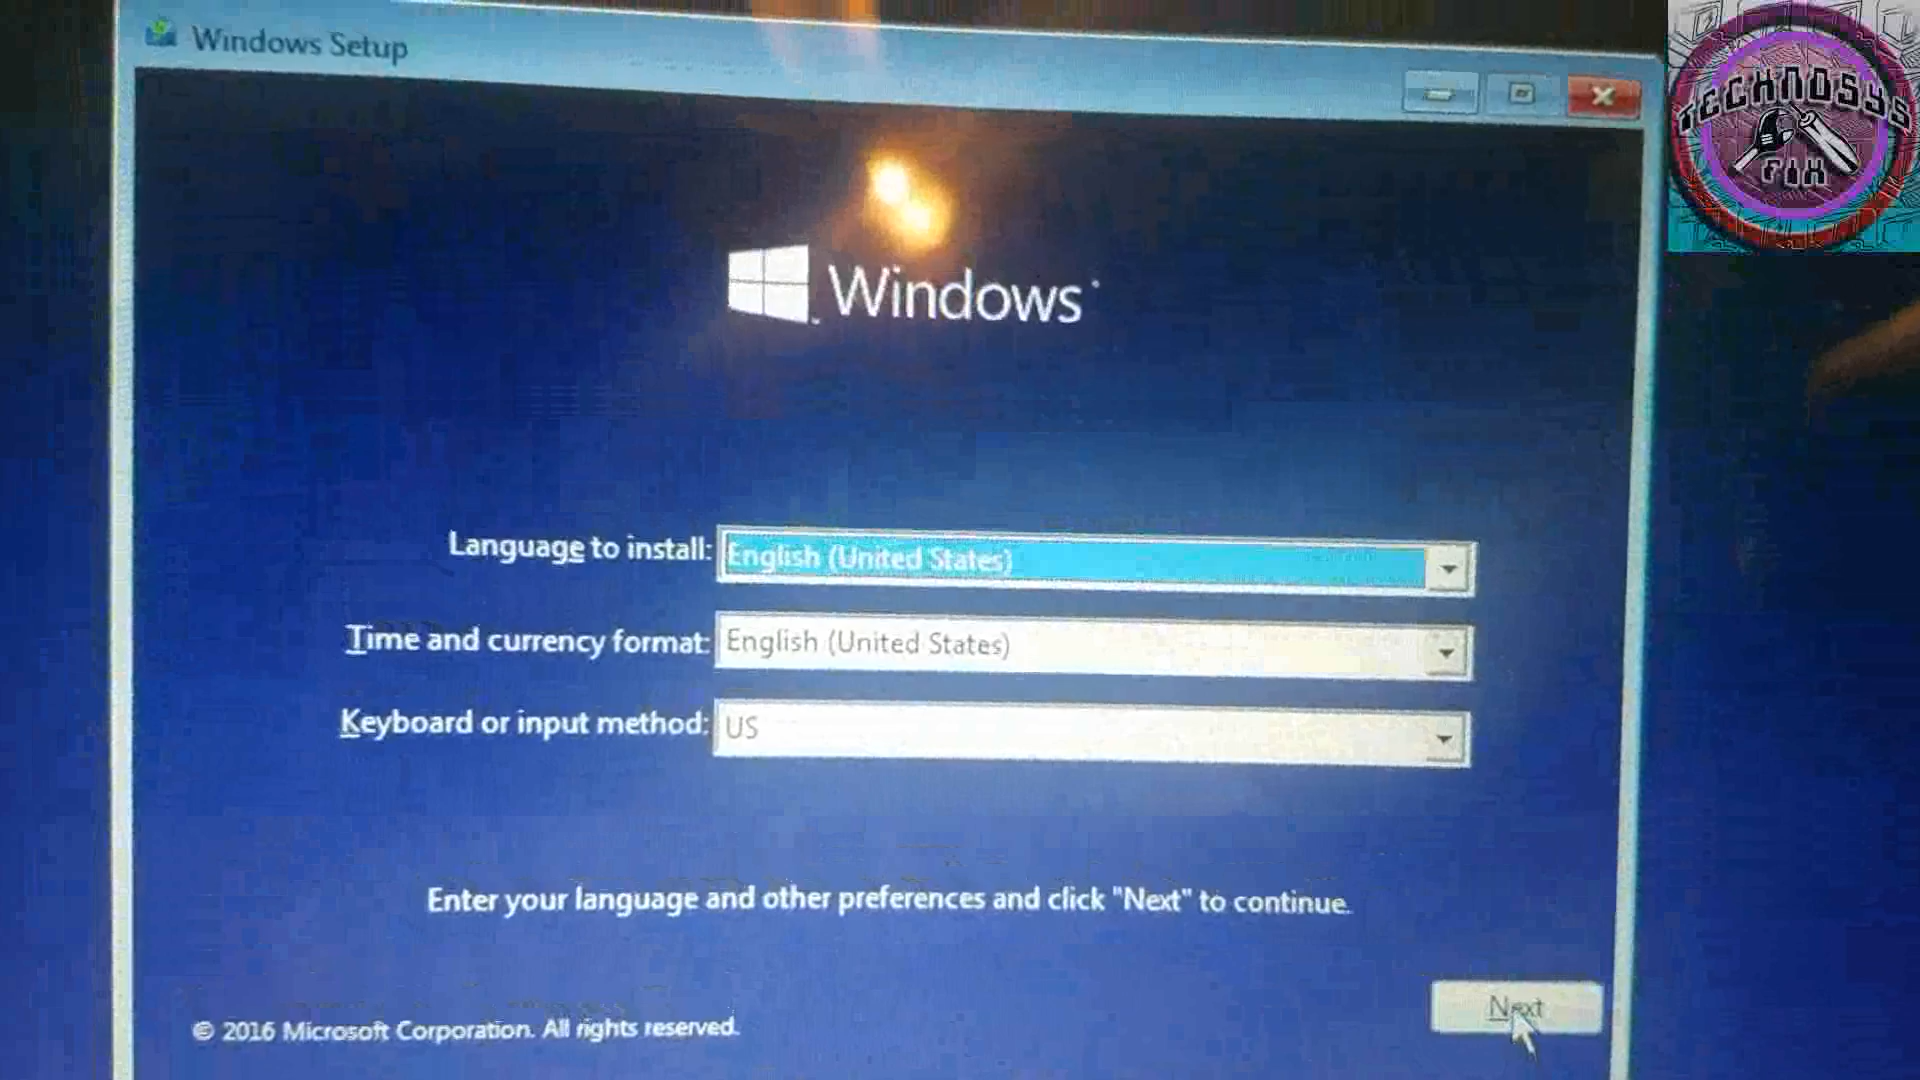 Windows Setup
TECHNOSYS
FIX
Windows
Language to install: English (United States)
Time and currency format: English (United States)
Keyboard or input method: US
Enter your language and other preferences and click "Next" to continue.
© 2016 Microsoft Corporation. All rights reserved.
Next